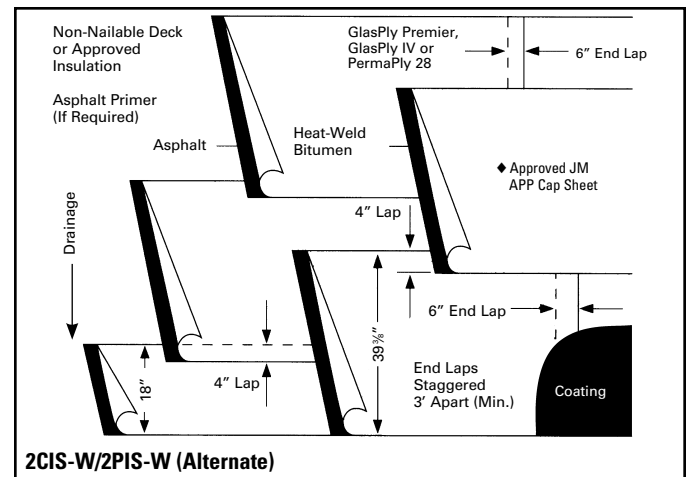 Non-Nailable Deck
or Approved
Insulation
GlasPly Premier,
GlasPly IV or
PermaPly 28
6″ End Lap
Asphalt Primer
(If Required)
Asphalt
Heat-Weld
Bitumen
♦ Approved JM
APP Cap Sheet
4″ Lap
Drainage
6″ End Lap
39⅜″
18″
4″ Lap
End Laps
Staggered
3′ Apart (Min.)
Coating
2CIS-W/2PIS-W (Alternate)